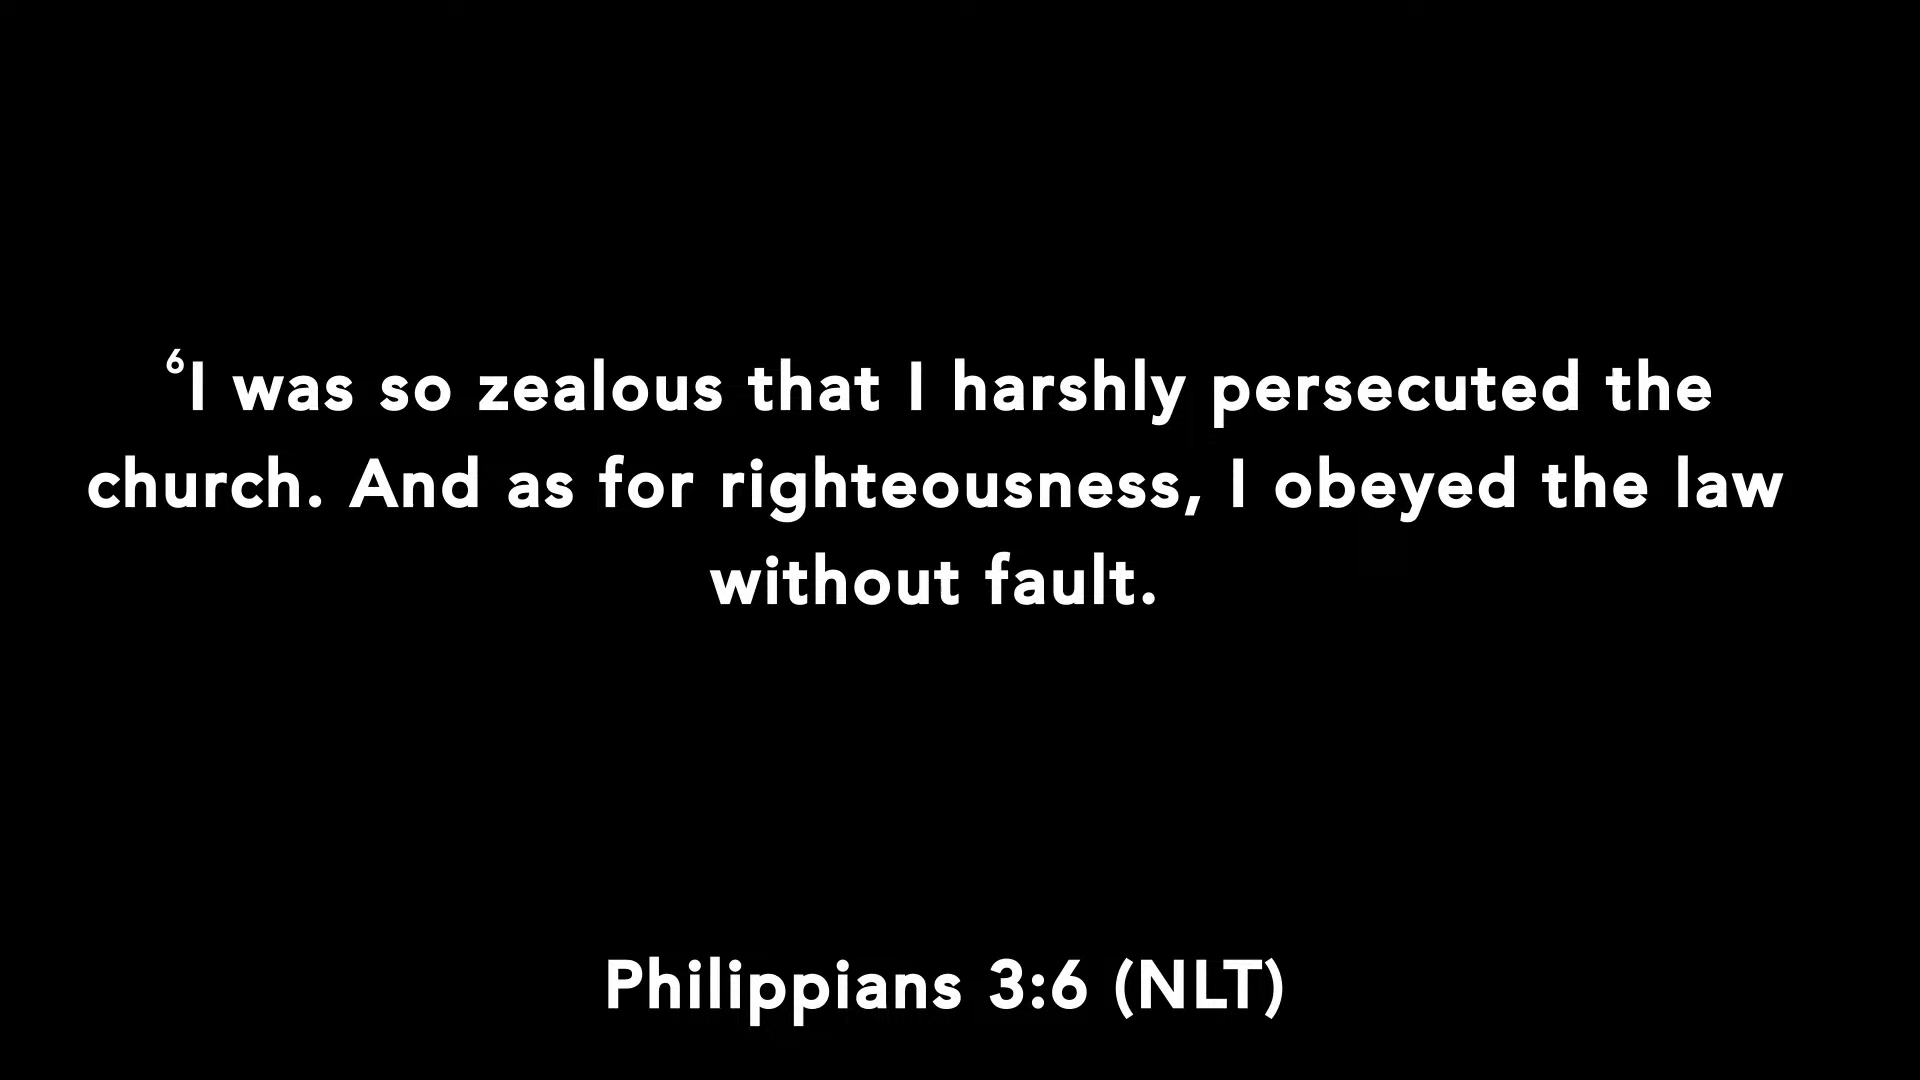 ⁶I was so zealous that I harshly persecuted the
church. And as for righteousness, I obeyed the law
without fault.
Philippians 3:6 (NLT)